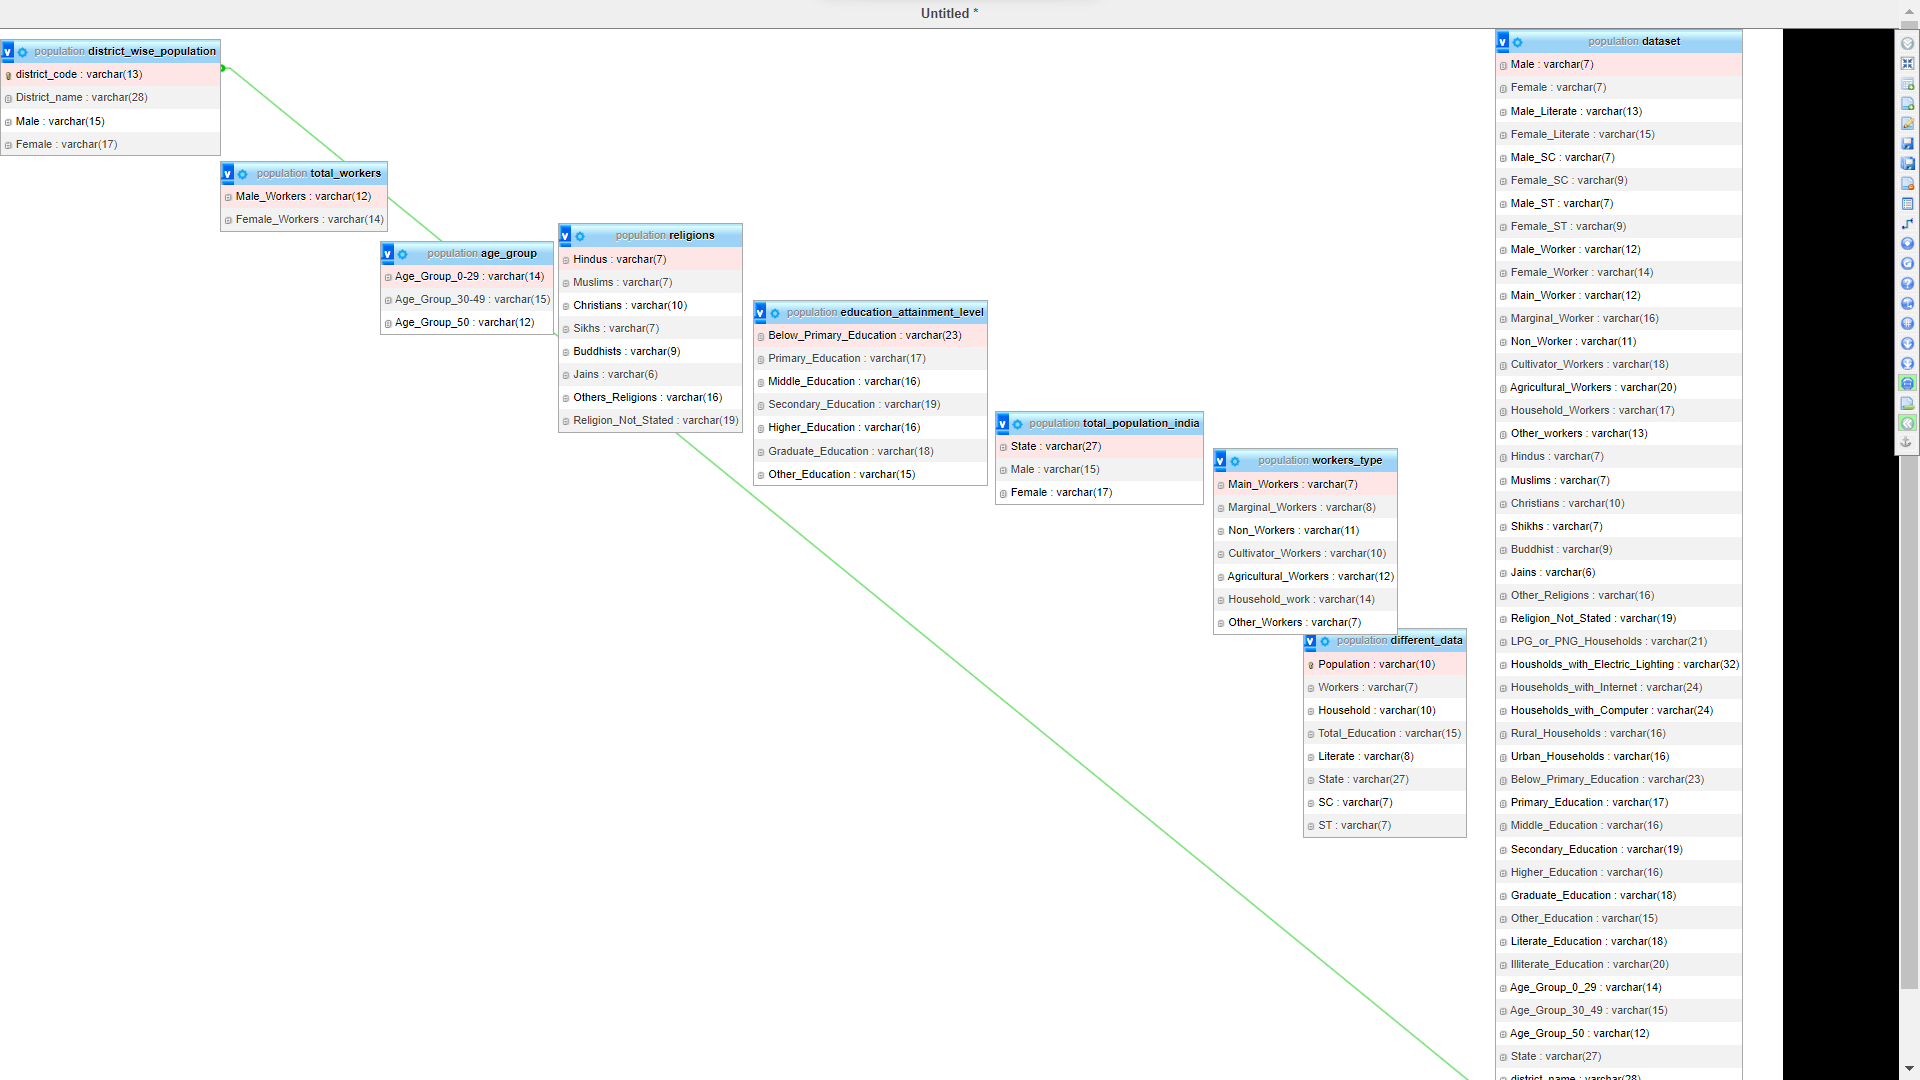 Untitled *
v population district_wise_population
district_code : varchar(13)
District_name : varchar(28)
Male : varchar(15)
Female : varchar(17)
v population total_workers
Male_Workers : varchar(12)
Female_Workers : varchar(14)
v population age_group
Age_Group_0-29 : varchar(14)
Age_Group_30-49 : varchar(15)
Age_Group_50 : varchar(12)
v population religions
Hindus : varchar(7)
Muslims : varchar(7)
Christians : varchar(10)
Sikhs : varchar(7)
Buddhists : varchar(9)
Jains : varchar(6)
Others_Religions : varchar(16)
Religion_Not_Stated : varchar(19)
v population education_attainment_level
Below_Primary_Education : varchar(23)
Primary_Education : varchar(17)
Middle_Education : varchar(16)
Secondary_Education : varchar(19)
Higher_Education : varchar(16)
Graduate_Education : varchar(18)
Other_Education : varchar(15)
v population total_population_india
State : varchar(27)
Male : varchar(15)
Female : varchar(17)
v population workers_type
Main_Workers : varchar(7)
Marginal_Workers : varchar(8)
Non_Workers : varchar(11)
Cultivator_Workers : varchar(10)
Agricultural_Workers : varchar(12)
Household_work : varchar(14)
Other_Workers : varchar(7)
v population different_data
Population : varchar(10)
Workers : varchar(7)
Household : varchar(10)
Total_Education : varchar(15)
Literate : varchar(8)
State : varchar(27)
SC : varchar(7)
ST : varchar(7)
v population dataset
Male : varchar(7)
Female : varchar(7)
Male_Literate : varchar(13)
Female_Literate : varchar(15)
Male_SC : varchar(7)
Female_SC : varchar(9)
Male_ST : varchar(7)
Female_ST : varchar(9)
Male_Worker : varchar(12)
Female_Worker : varchar(14)
Main_Worker : varchar(12)
Marginal_Worker : varchar(16)
Non_Worker : varchar(11)
Cultivator_Workers : varchar(18)
Agricultural_Workers : varchar(20)
Household_Workers : varchar(17)
Other_workers : varchar(13)
Hindus : varchar(7)
Muslims : varchar(7)
Christians : varchar(10)
Shikhs : varchar(7)
Buddhist : varchar(9)
Jains : varchar(6)
Other_Religions : varchar(16)
Religion_Not_Stated : varchar(19)
LPG_or_PNG_Households : varchar(21)
Housholds_with_Electric_Lighting : varchar(32)
Households_with_Internet : varchar(24)
Households_with_Computer : varchar(24)
Rural_Households : varchar(16)
Urban_Households : varchar(16)
Below_Primary_Education : varchar(23)
Primary_Education : varchar(17)
Middle_Education : varchar(16)
Secondary_Education : varchar(19)
Higher_Education : varchar(16)
Graduate_Education : varchar(18)
Other_Education : varchar(15)
Literate_Education : varchar(18)
Illiterate_Education : varchar(20)
Age_Group_0_29 : varchar(14)
Age_Group_30_49 : varchar(15)
Age_Group_50 : varchar(12)
State : varchar(27)
district_name : varchar(28)